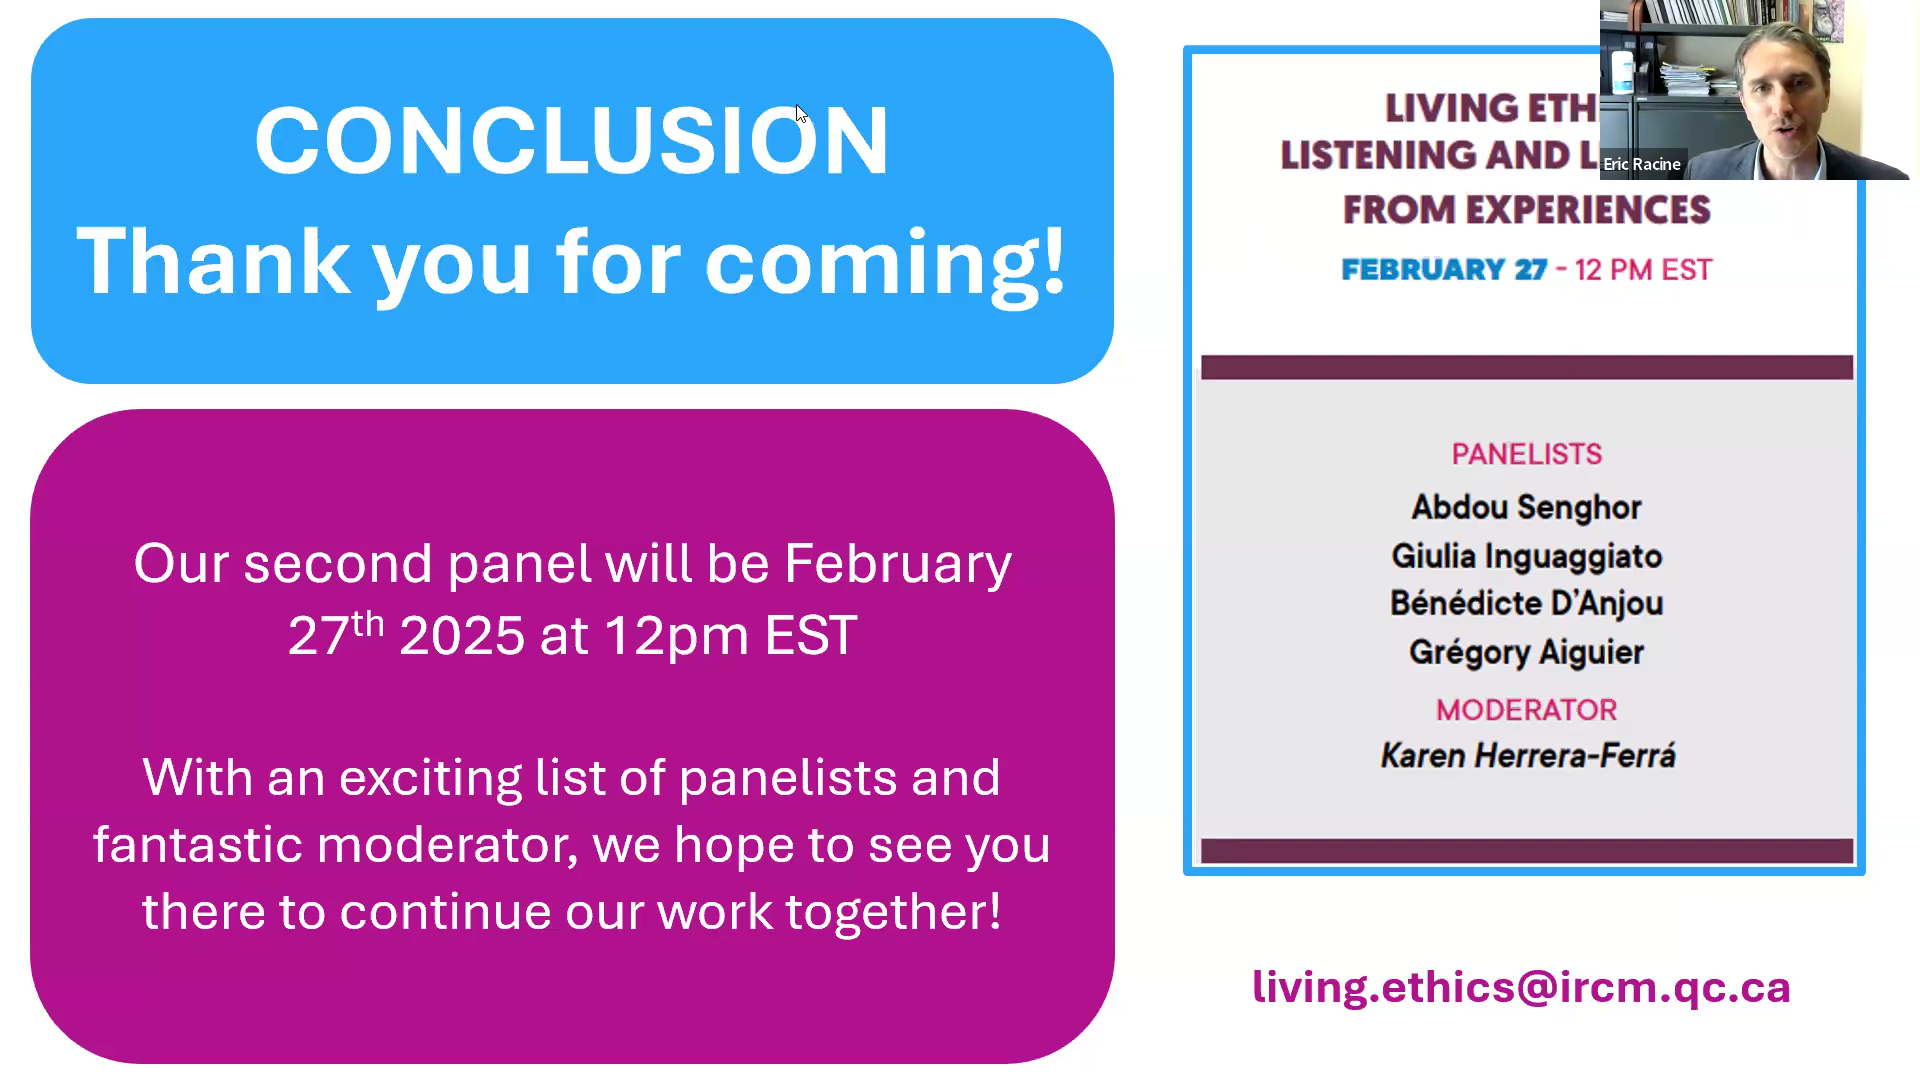 CONCLUSION
Thank you for coming!
Our second panel will be February
27th 2025 at 12pm EST
With an exciting list of panelists and
fantastic moderator, we hope to see you
there to continue our work together!
LIVING ETH
LISTENING AND L
FROM EXPERIENCES
FEBRUARY 27 - 12 PM EST
Eric Racine
PANELISTS
Abdou Senghor
Giulia Inguaggiato
Bénédicte D’Anjou
Grégory Aiguier
MODERATOR
Karen Herrera-Ferrá
living.ethics@ircm.qc.ca